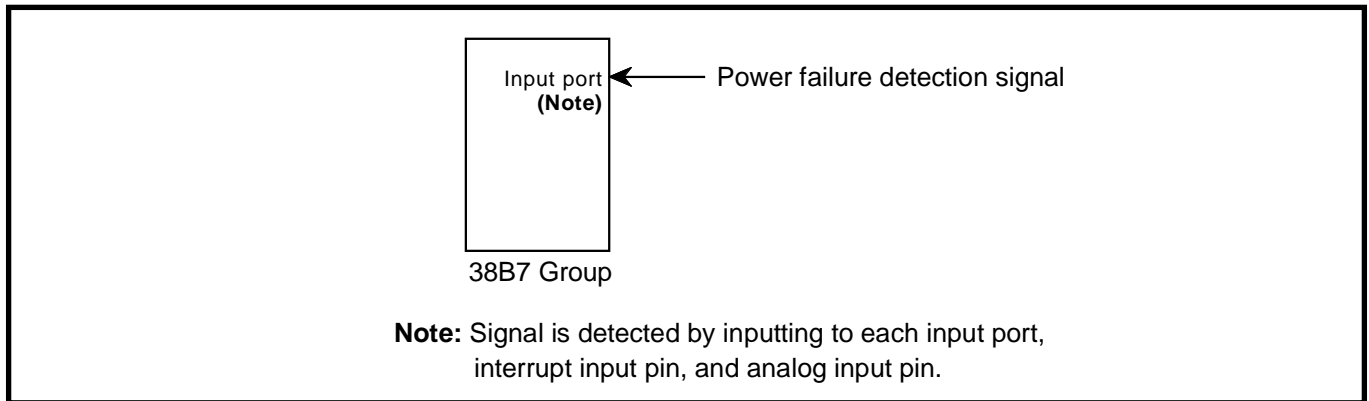 Input port
(Note)
Power failure detection signal
38B7 Group
Note: Signal is detected by inputting to each input port,
interrupt input pin, and analog input pin.